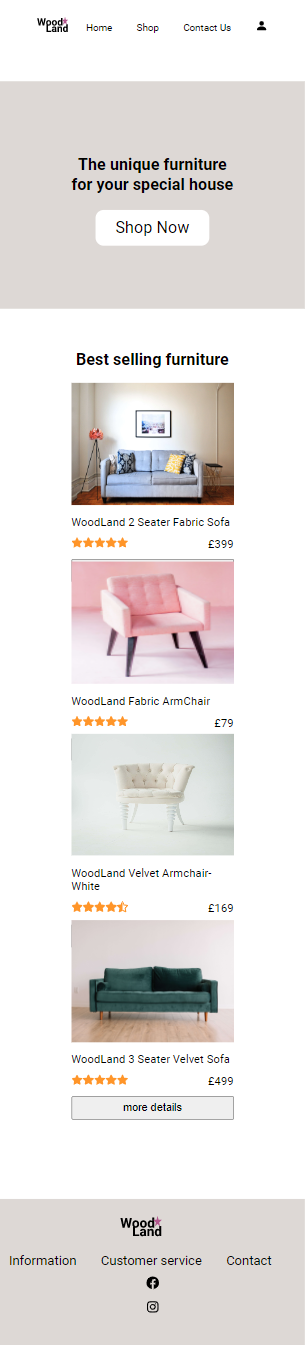 Wood
Land
Home Shop Contact Us
The unique furniture
for your special house
Shop Now
Best selling furniture
WoodLand 2 Seater Fabric Sofa
£399
WoodLand Fabric ArmChair
£79
WoodLand Velvet Armchair-
White
£169
WoodLand 3 Seater Velvet Sofa
£499
more details
Wood
Land
Information Customer service Contact